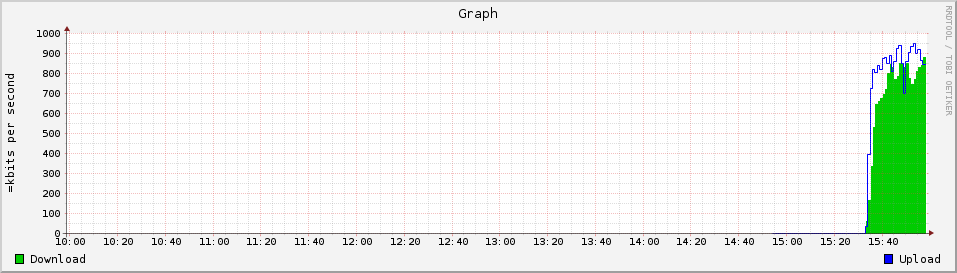 Graph
RRDTOOL / TOBI OETIKER
=kbits per second
1000
900
800
700
600
500
400
300
200
100
0
10:00 10:20 10:40 11:00 11:20 11:40 12:00 12:20 12:40 13:00 13:20 13:40 14:00 14:20 14:40 15:00 15:20 15:40
Download Upload